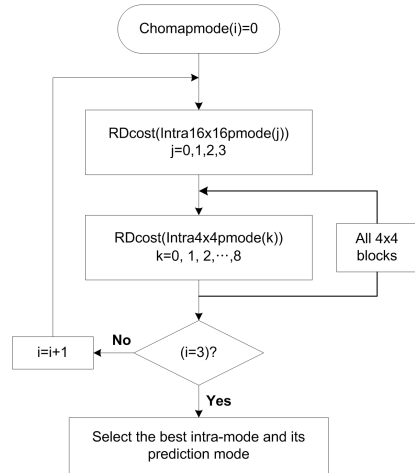 Chomapmode(i)=0
RDcost(Intra16x16pmode(j))
j=0,1,2,3
RDcost(Intra4x4pmode(k))
k=0, 1, 2,⋯,8
All 4x4
blocks
No
i=i+1
(i=3)?
Yes
Select the best intra-mode and its
prediction mode